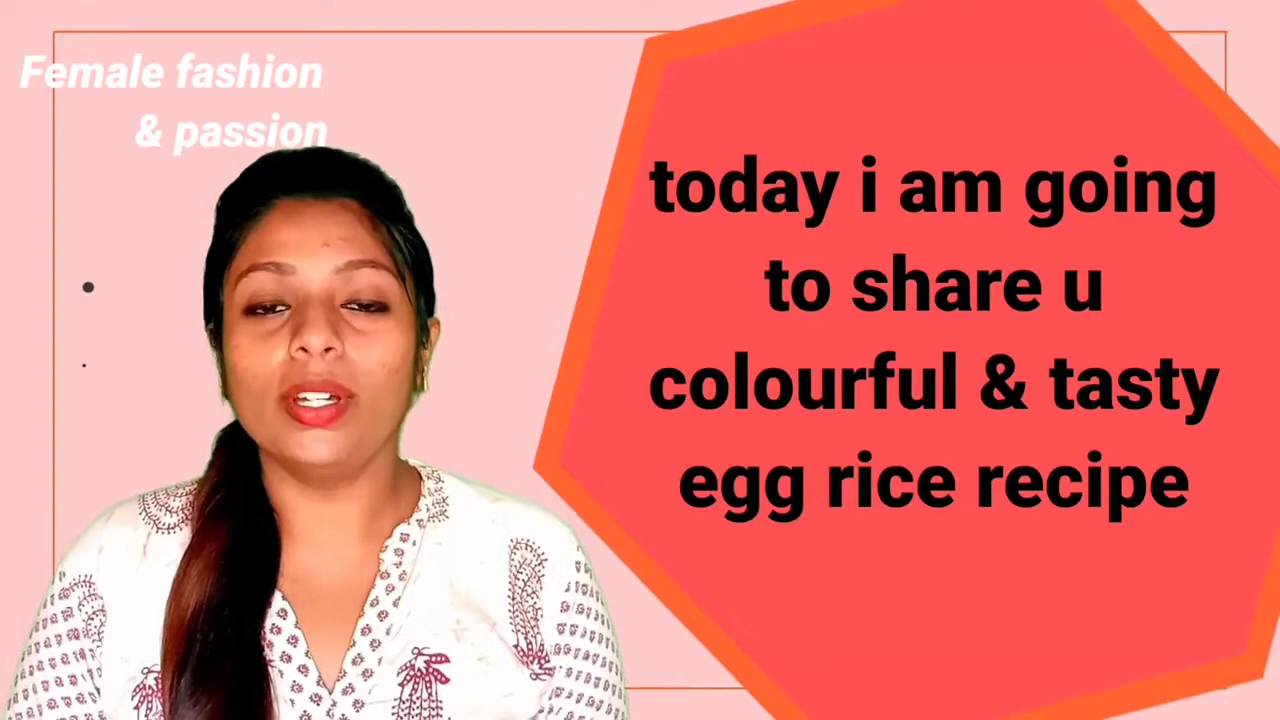 Female fashion
& passion
today i am going
to share u
colourful & tasty
egg rice recipe